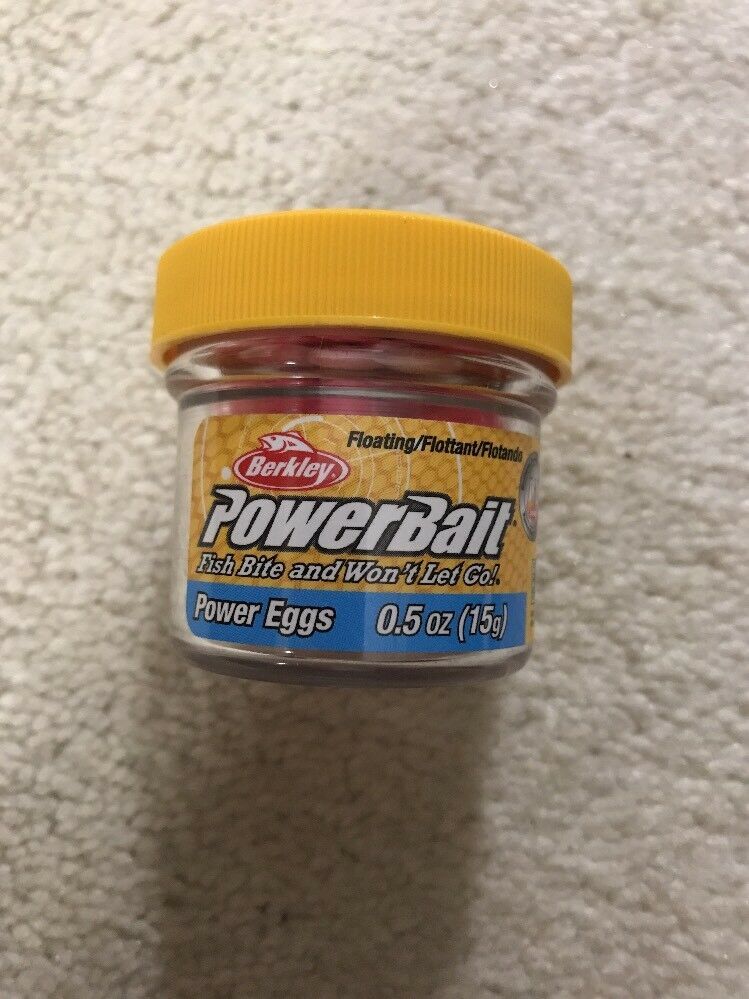 Floating/Flottant/Flotando
Berkley
PowerBait
Fish Bite and Won't Let Go!
Power Eggs 0.5 oz (15g)